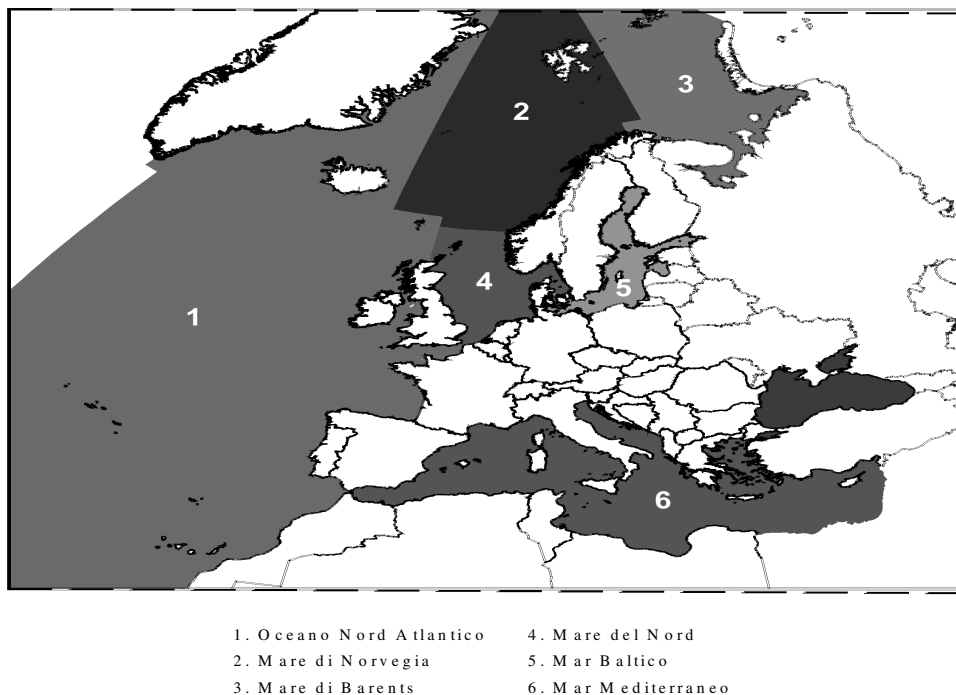 2
3
1
4
5
6
1. Oceano Nord Atlantico
2. Mare di Norvegia
3. Mare di Barents
4. Mare del Nord
5. Mar Baltico
6. Mar Mediterraneo